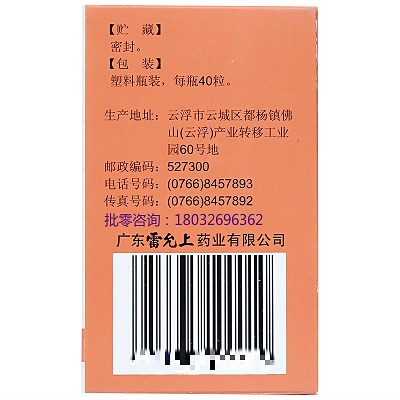 【贮 藏】
密封。
【包 装】
塑料瓶装，每瓶40粒。
生产地址：云浮市云城区都杨镇佛
山(云浮)产业转移工业
园60号地
邮政编码：527300
电话号码：(0766)8457893
传真号码：(0766)8457892
批零咨询：18032696362
广东雷允上药业有限公司